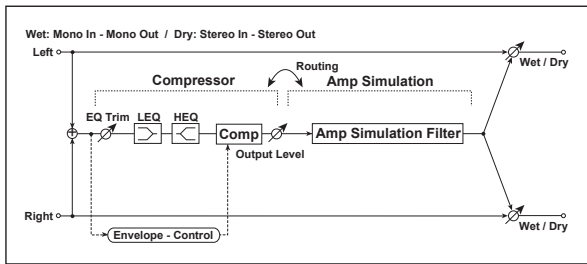 Wet: Mono In - Mono Out / Dry: Stereo In - Stereo Out
Left
Wet / Dry
Routing
Compressor
Amp Simulation
EQ Trim
LEQ
HEQ
Comp
Output Level
Amp Simulation Filter
Right
Wet / Dry
Envelope - Control